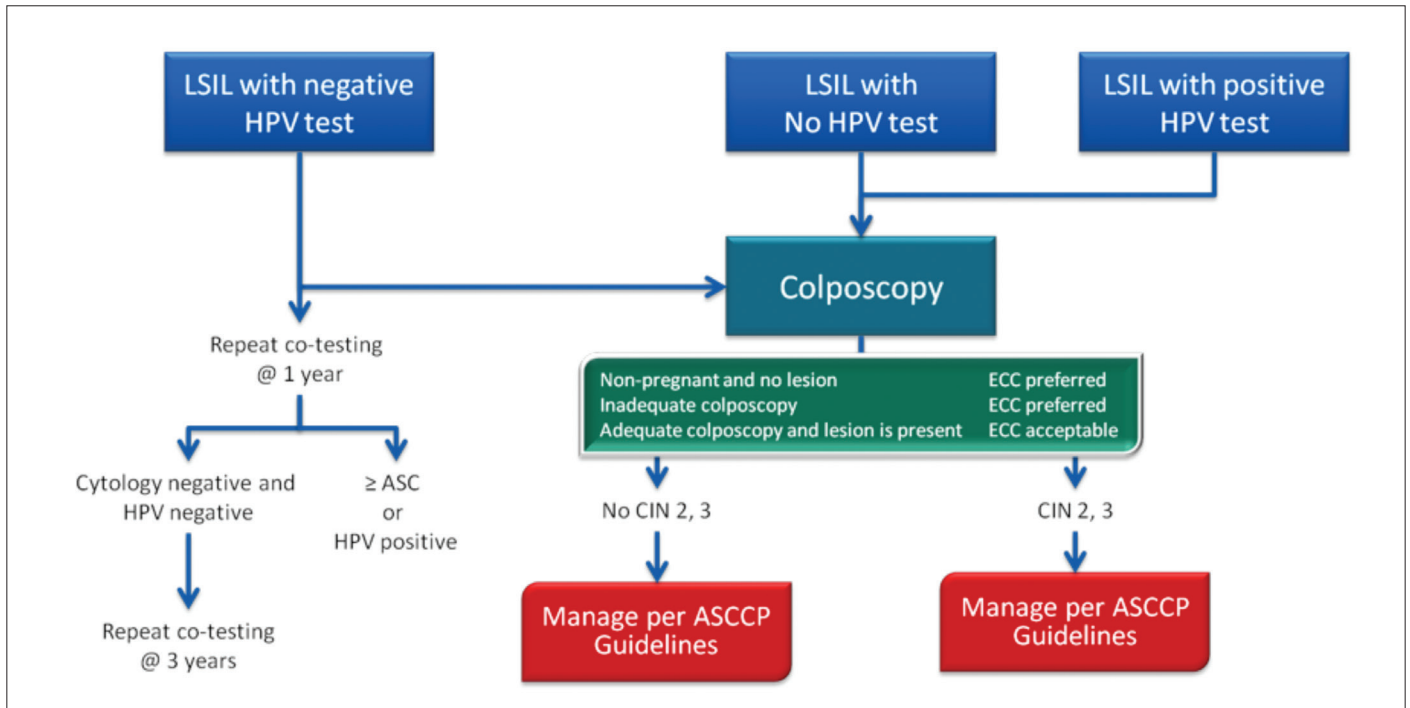 LSIL with negative
HPV test
LSIL with
No HPV test
LSIL with positive
HPV test
Colposcopy
Repeat co-testing
@ 1 year
Non-pregnant and no lesion ECC preferred
Inadequate colposcopy ECC preferred
Adequate colposcopy and lesion is present ECC acceptable
Cytology negative and
HPV negative
≥ ASC
or
HPV positive
No CIN 2, 3
CIN 2, 3
Repeat co-testing
@ 3 years
Manage per ASCCP
Guidelines
Manage per ASCCP
Guidelines